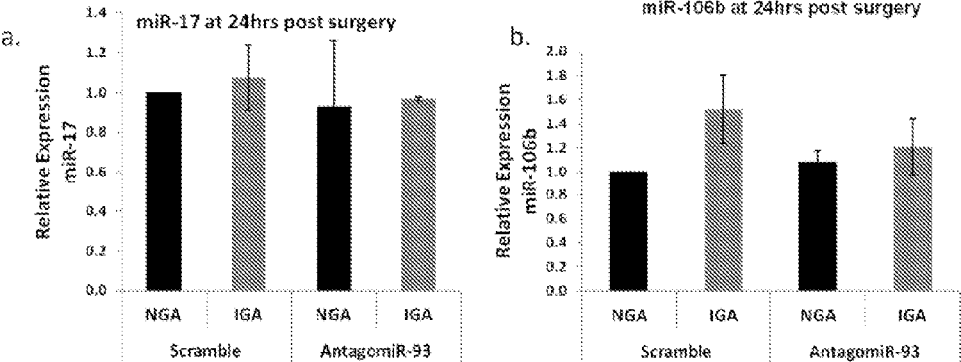 a.
miR-17 at 24hrs post surgery
Relative Expression
miR-17
1.4
1.2
1.0
0.8
0.6
0.4
0.2
0.0
NGA IGA NGA IGA
Scramble AntagomiR-93
b.
miR-106b at 24hrs post surgery
Relative Expression
miR-106b
2.0
1.8
1.6
1.4
1.2
1.0
0.8
0.6
0.4
0.2
0.0
NGA IGA NGA IGA
Scramble AntagomiR-93